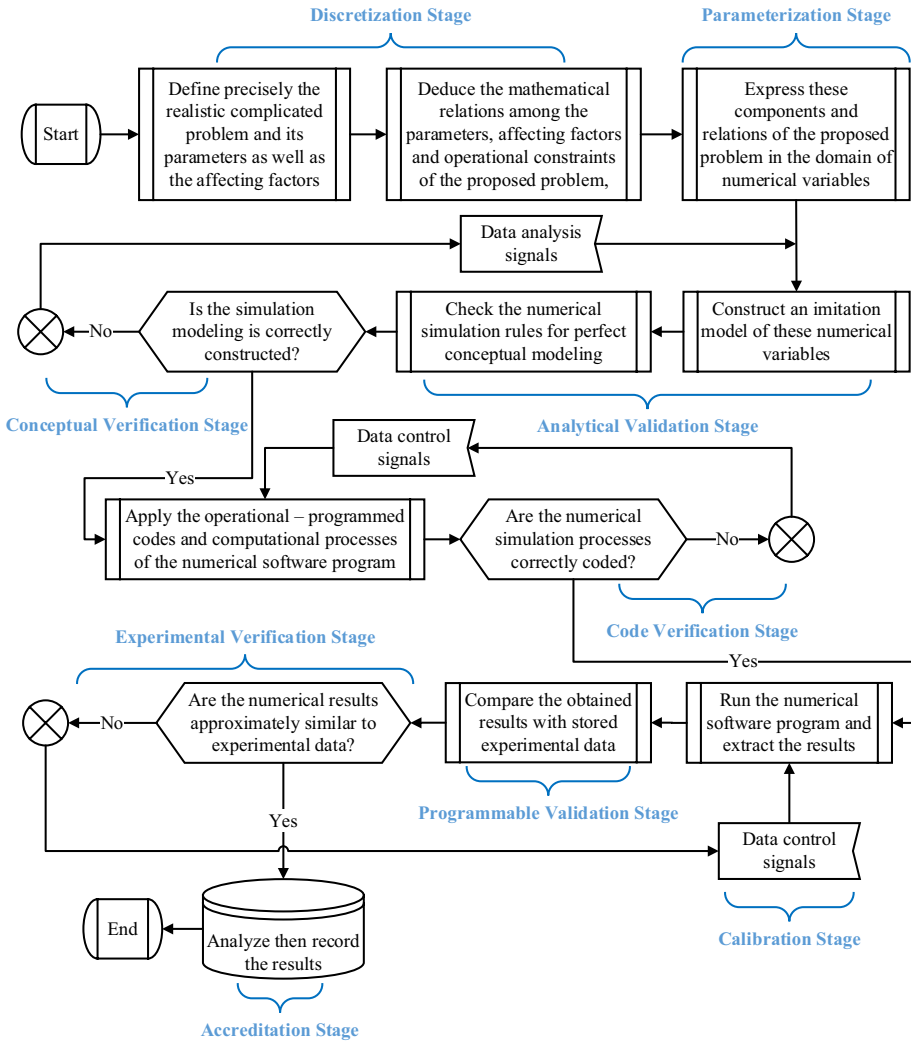 Discretization Stage
Parameterization Stage
Start
Define precisely the
realistic complicated
problem and its
parameters as well as
the affecting factors
Deduce the mathematical
relations among the
parameters, affecting factors
and operational constraints
of the proposed problem,
Express these
components and
relations of the proposed
problem in the domain of
numerical variables
Data analysis
signals
Construct an imitation
model of these numerical
variables
Check the numerical
simulation rules for perfect
conceptual modeling
Is the simulation
modeling is correctly
constructed?
No
Conceptual Verification Stage
Analytical Validation Stage
Yes
Data control
signals
Apply the operational – programmed
codes and computational processes
of the numerical software program
Are the numerical
simulation processes
correctly coded?
No
Code Verification Stage
Yes
Experimental Verification Stage
Run the numerical
software program and
extract the results
Compare the obtained
results with stored
experimental data
Are the numerical results
approximately similar to
experimental data?
No
Programmable Validation Stage
Yes
Data control
signals
Calibration Stage
Analyze then record
the results
End
Accreditation Stage